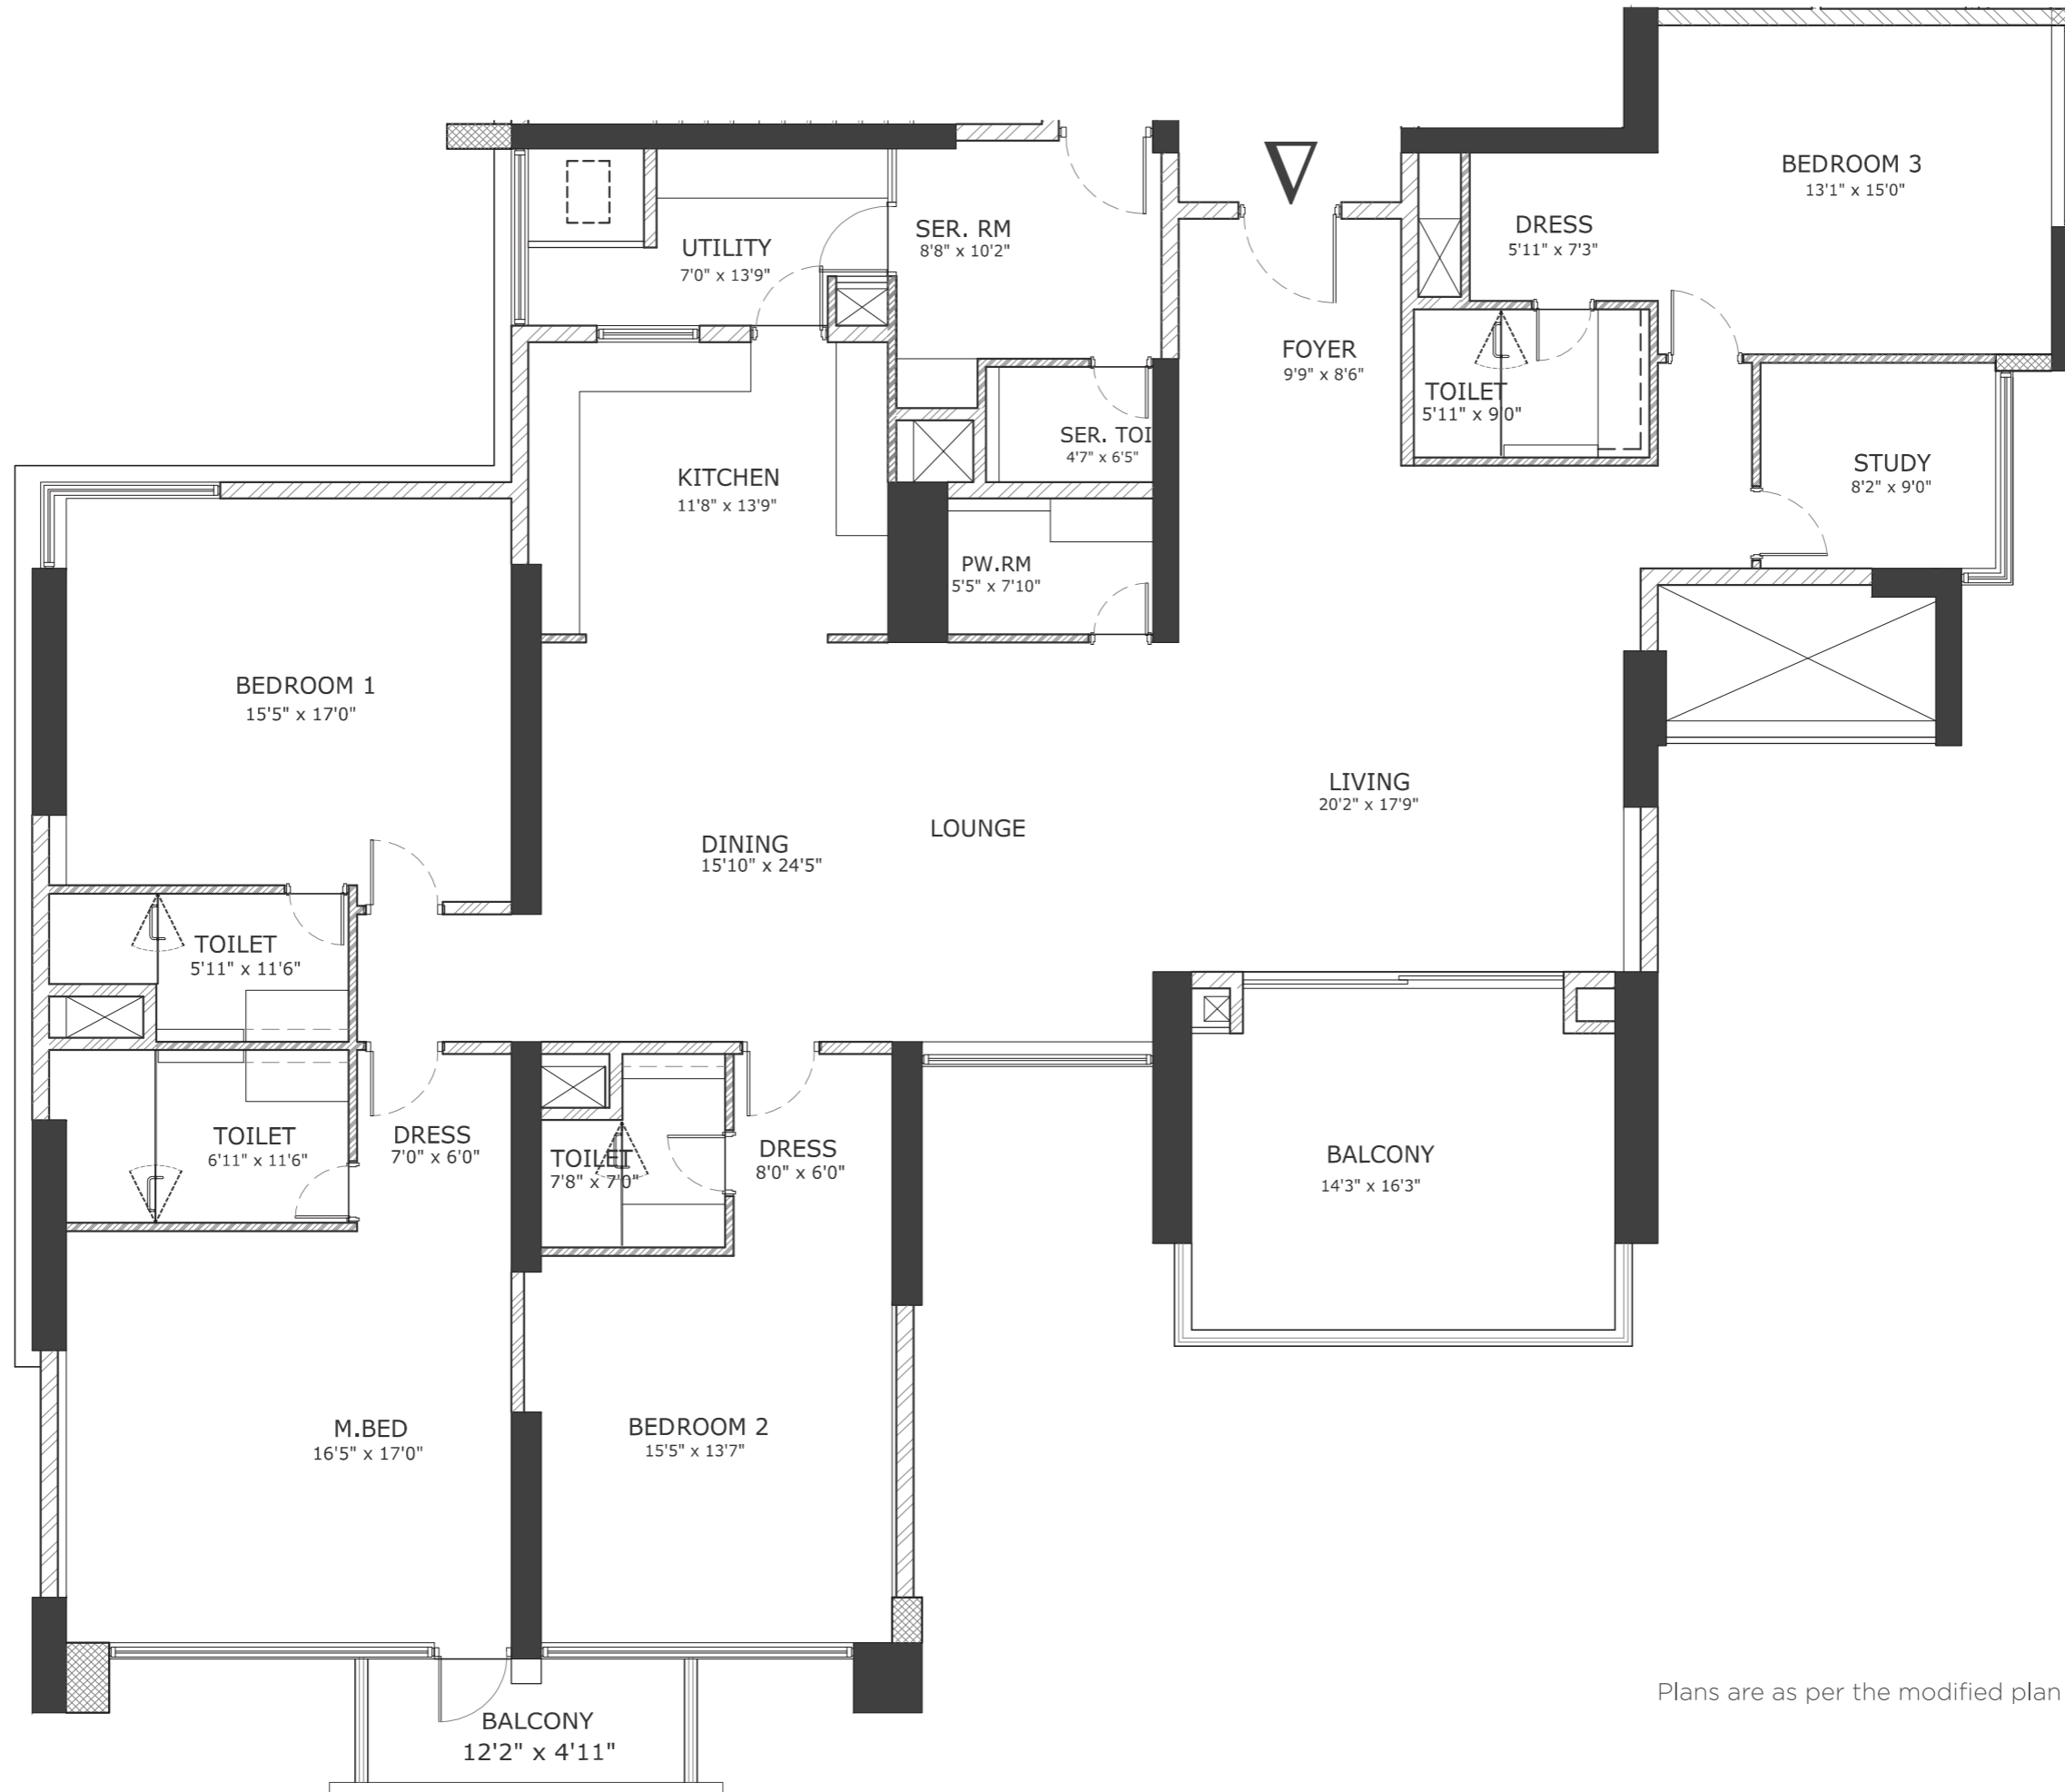 BEDROOM 3
13'1" x 15'0"
DRESS
5'11" x 7'3"
SER. RM
8'8" x 10'2"
UTILITY
7'0" x 13'9"
FOYER
9'9" x 8'6"
TOILET
5'11" x 9'0"
SER. TOI
4'7" x 6'5"
STUDY
8'2" x 9'0"
KITCHEN
11'8" x 13'9"
PW.RM
5'5" x 7'10"
BEDROOM 1
15'5" x 17'0"
LIVING
20'2" x 17'9"
LOUNGE
DINING
15'10" x 24'5"
TOILET
5'11" x 11'6"
TOILET
6'11" x 11'6"
DRESS
7'0" x 6'0"
TOILET
7'8" x 7'0"
DRESS
8'0" x 6'0"
BALCONY
14'3" x 16'3"
M.BED
16'5" x 17'0"
BEDROOM 2
15'5" x 13'7"
Plans are as per the modified plan
BALCONY
12'2" x 4'11"